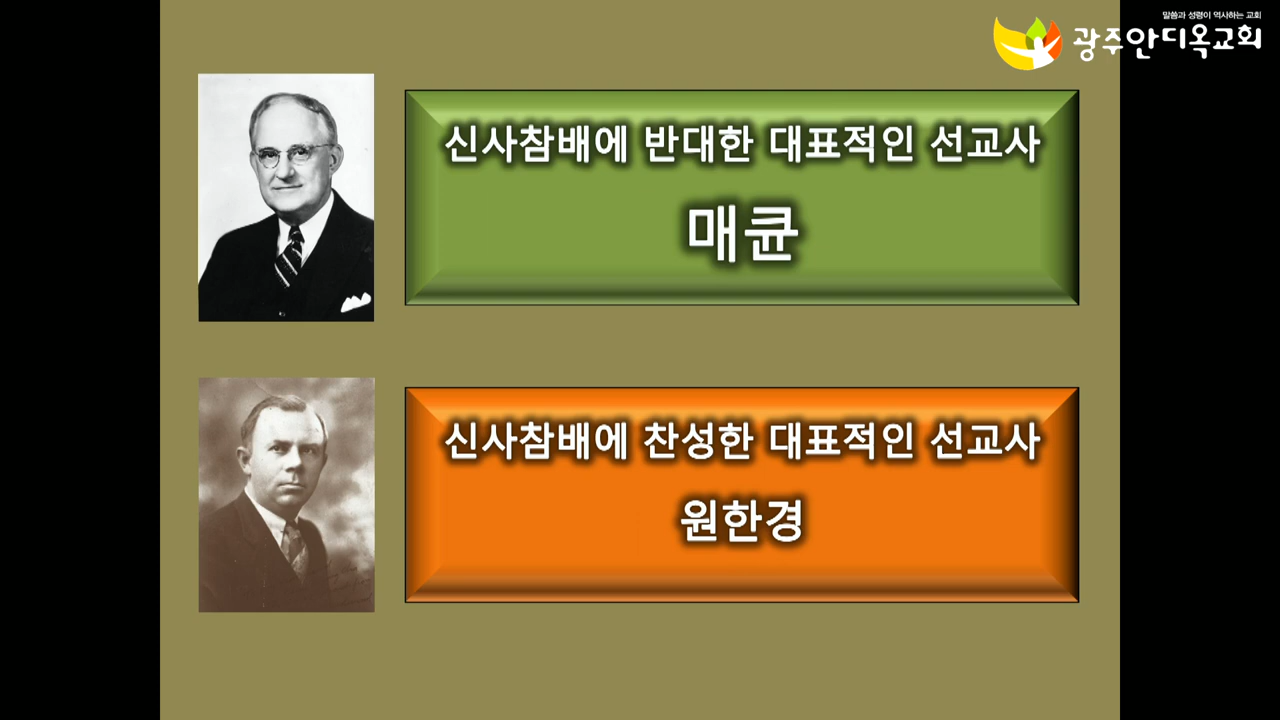 말씀과 성령이 역사하는 교회
광주안디옥교회
신사참배에 반대한 대표적인 선교사
매큔
신사참배에 찬성한 대표적인 선교사
원한경